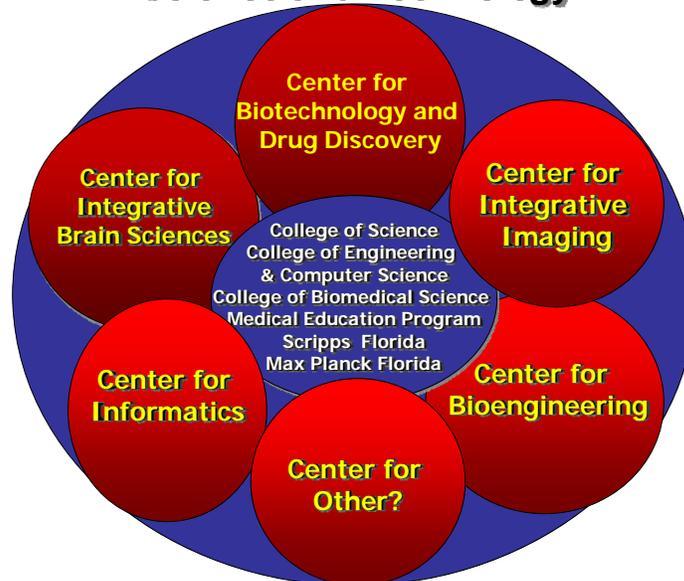 Center for
Biotechnology and
Drug Discovery
Center for
Integrative
Brain Sciences
Center for
Integrative
Imaging
College of Science
College of Engineering
& Computer Science
College of Biomedical Science
Medical Education Program
Scripps Florida
Max Planck Florida
Center for
Informatics
Center for
Bioengineering
Center for
Other?